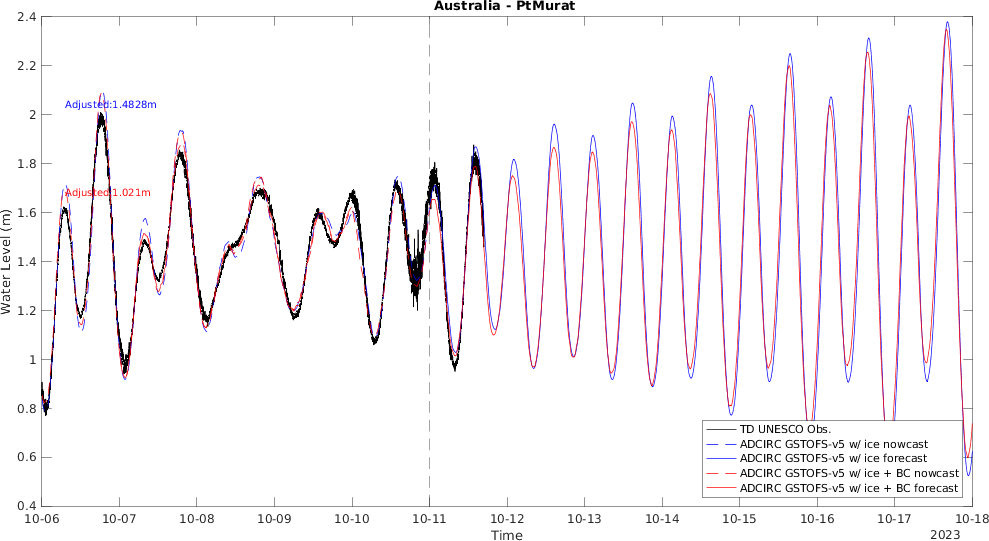 Australia - PtMurat
2.4
2.2
2
1.8
1.6
1.4
1.2
1
0.8
0.6
0.4
Water Level (m)
Adjusted:1.4828m
Adjusted:1.021m
TD UNESCO Obs.
ADCIRC GSTOFS-v5 w/ ice nowcast
ADCIRC GSTOFS-v5 w/ ice forecast
ADCIRC GSTOFS-v5 w/ ice + BC nowcast
ADCIRC GSTOFS-v5 w/ ice + BC forecast
10-06 10-07 10-08 10-09 10-10 10-11 10-12 10-13 10-14 10-15 10-16 10-17 10-18
Time
2023